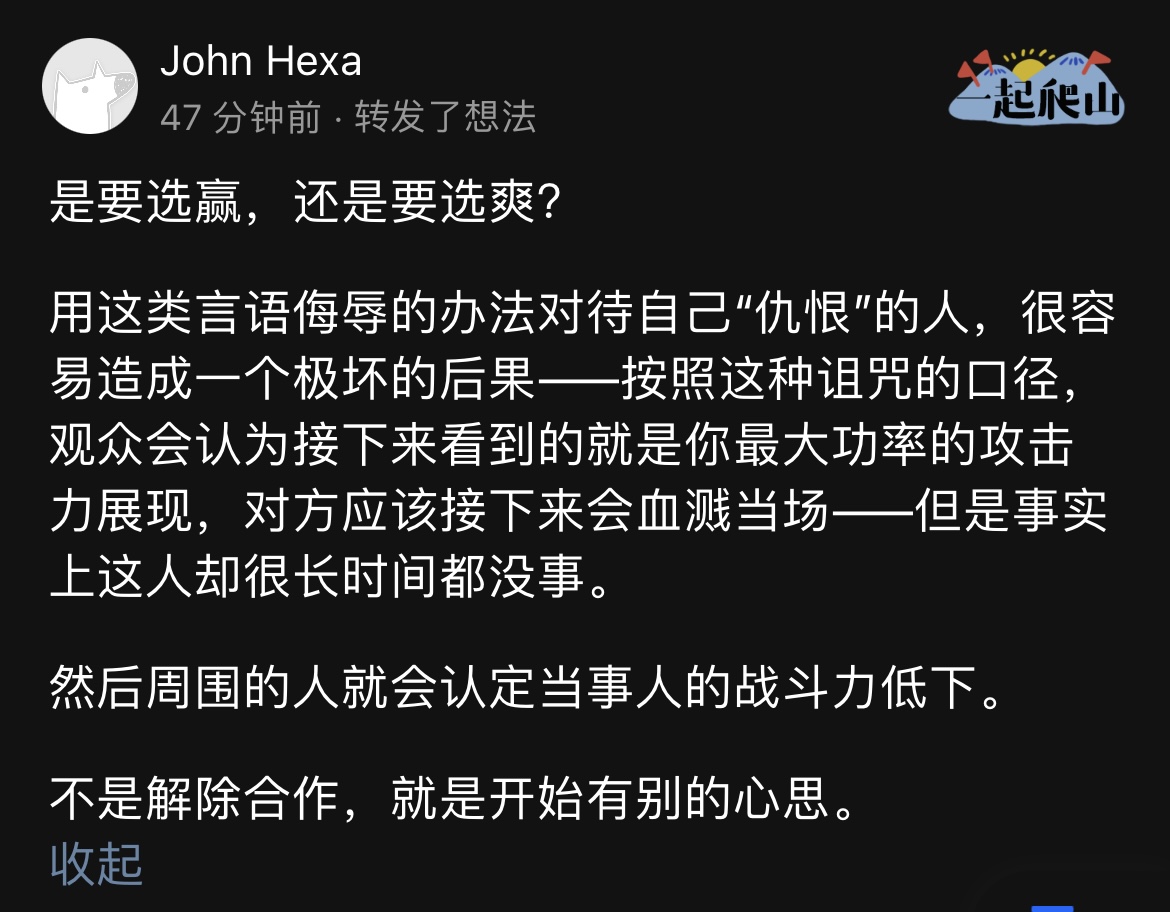 John Hexa
47 分钟前 · 转发了想法
一起爬山
是要选赢，还是要选爽？
用这类言语侮辱的办法对待自己“仇恨”的人，很容
易造成一个极坏的后果——按照这种诅咒的口径，
观众会认为接下来看到的就是你最大功率的攻击
力展现，对方应该接下来会血溅当场——但是事实
上这人却很长时间都没事。
然后周围的人就会认定当事人的战斗力低下。
不是解除合作，就是开始有别的心思。
收起